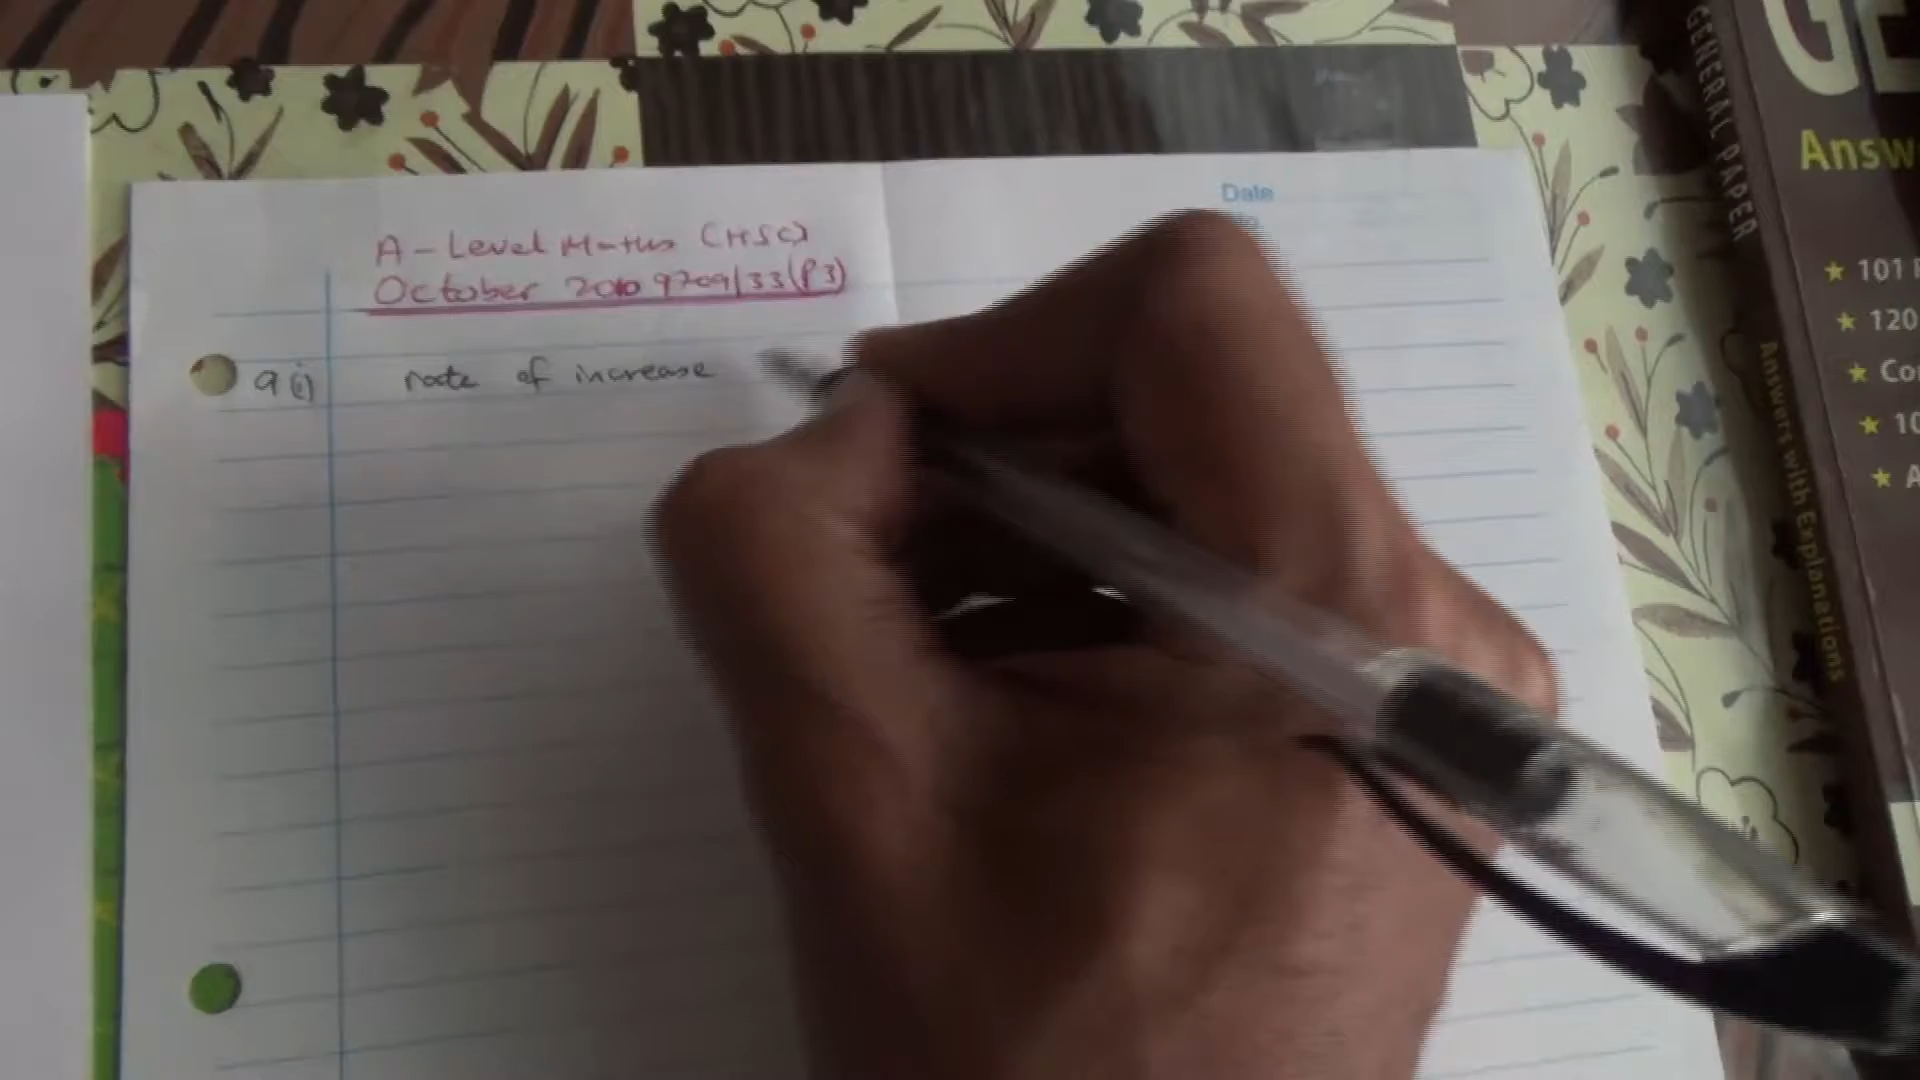 A-Level Maths (HSC)
October 2010 9709/33(P3)
9(i) rate of increase
Date
GENERAL PAPER
Answers with Explanations
GE
Answ
101
120
Co
10
A